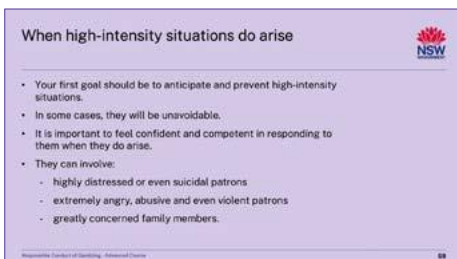 When high-intensity situations do arise
NSW
GOVERNMENT
• Your first goal should be to anticipate and prevent high-intensity
situations.
• In some cases, they will be unavoidable.
• It is important to feel confident and competent in responding to
them when they do arise.
• They can involve:
- highly distressed or even suicidal patrons
- extremely angry, abusive and even violent patrons
- greatly concerned family members.
Responsible Conduct of Gambling - Advanced Course